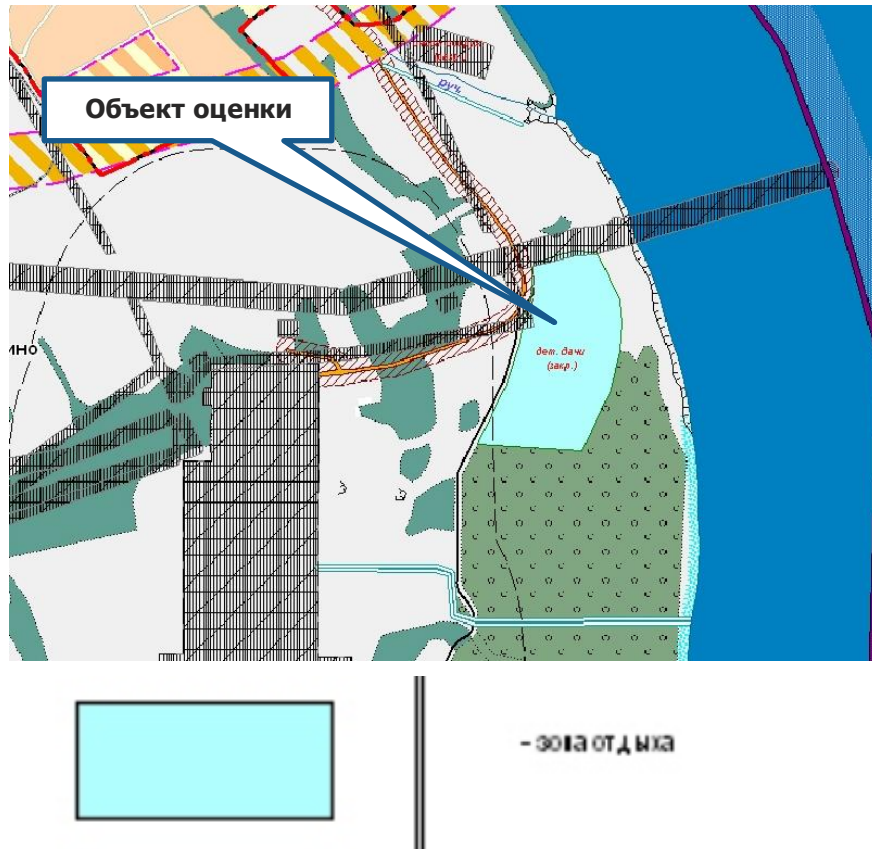 Объект оценки
руч.
ино
дет. дачи
(закр.)
- зона отдыха